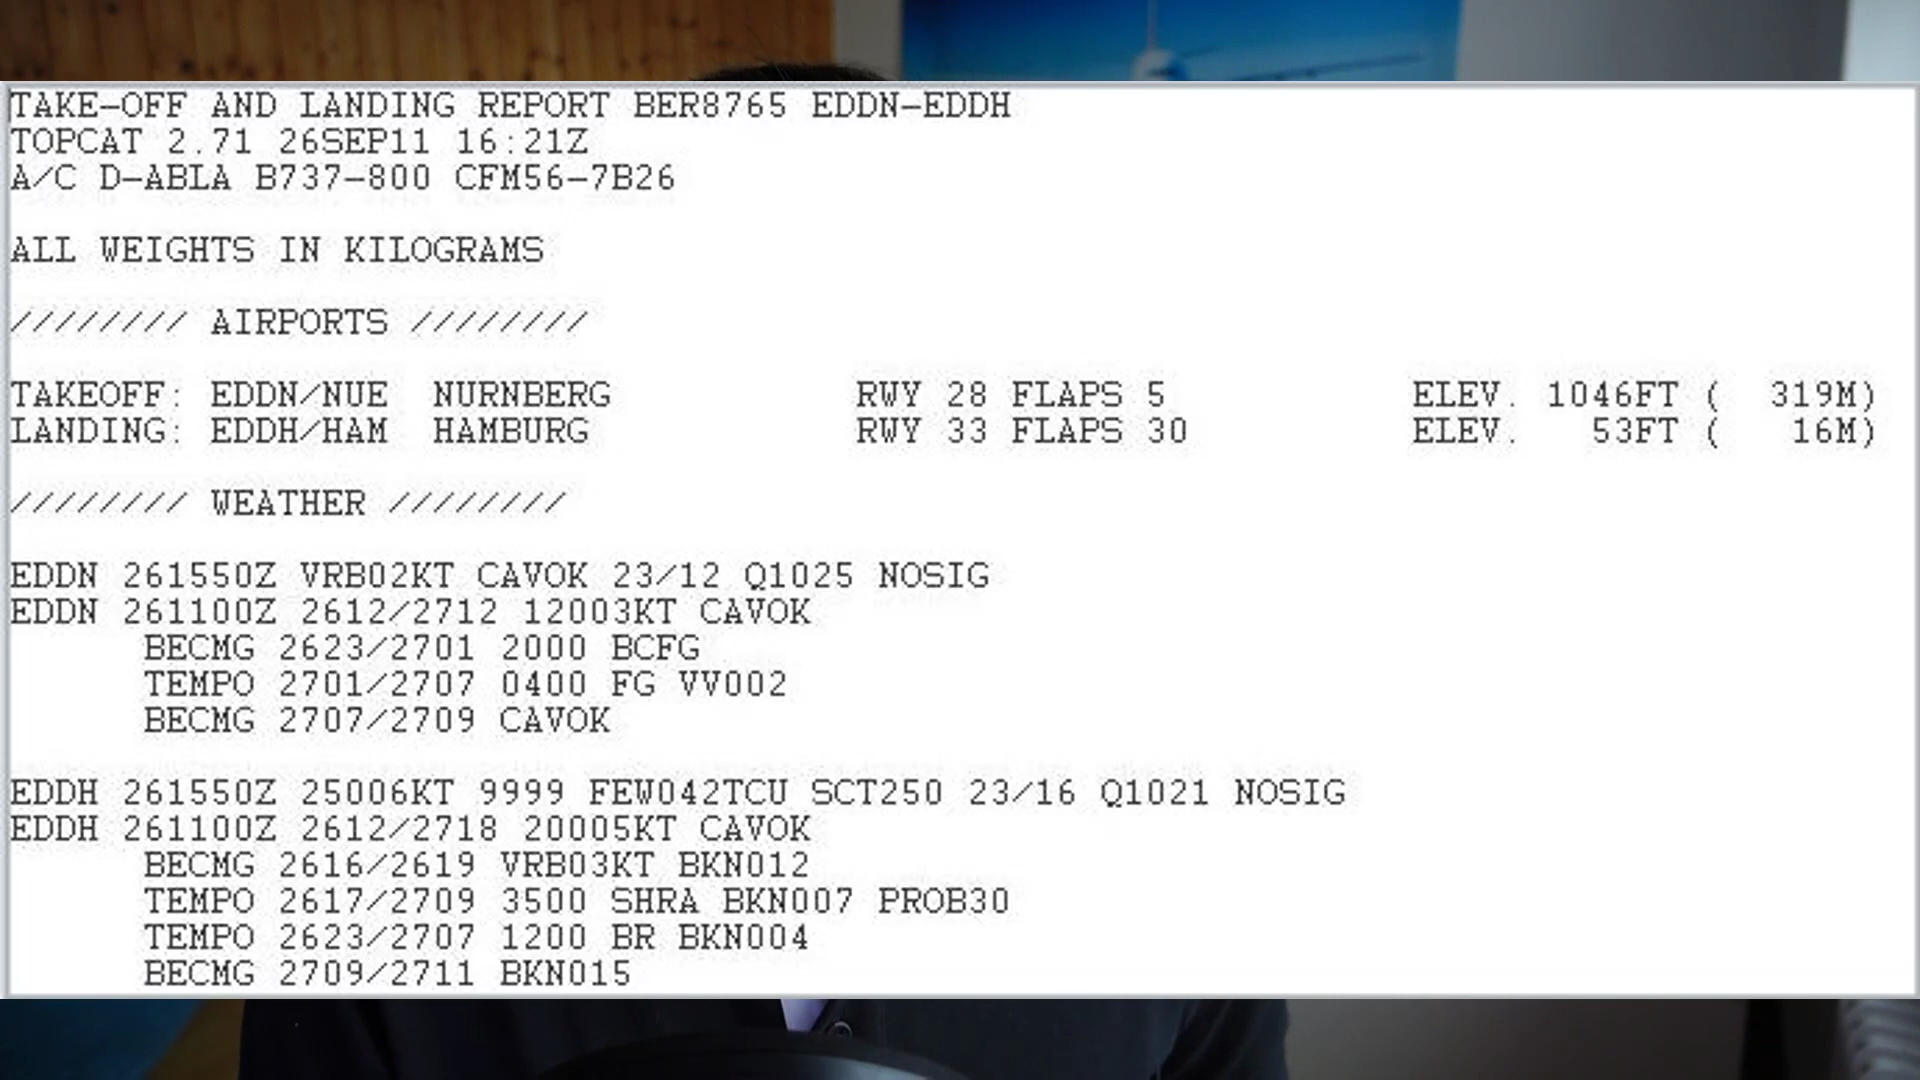 TAKE-OFF AND LANDING REPORT BER8765 EDDN-EDDH
TOPCAT 2.71 26SEP11 16:21Z
A/C D-ABLA B737-800 CFM56-7B26
ALL WEIGHTS IN KILOGRAMS
//////// AIRPORTS ////////
TAKEOFF: EDDN/NUE NURNBERG RWY 28 FLAPS 5 ELEV. 1046FT ( 319M)
LANDING: EDDH/HAM HAMBURG RWY 33 FLAPS 30 ELEV. 53FT ( 16M)
//////// WEATHER ////////
EDDN 261550Z VRB02KT CAVOK 23/12 Q1025 NOSIG
EDDN 261100Z 2612/2712 12003KT CAVOK
BECMG 2623/2701 2000 BCFG
TEMPO 2701/2707 0400 FG VV002
BECMG 2707/2709 CAVOK
EDDH 261550Z 25006KT 9999 FEW042TCU SCT250 23/16 Q1021 NOSIG
EDDH 261100Z 2612/2718 20005KT CAVOK
BECMG 2616/2619 VRB03KT BKN012
TEMPO 2617/2709 3500 SHRA BKN007 PROB30
TEMPO 2623/2707 1200 BR BKN004
BECMG 2709/2711 BKN015